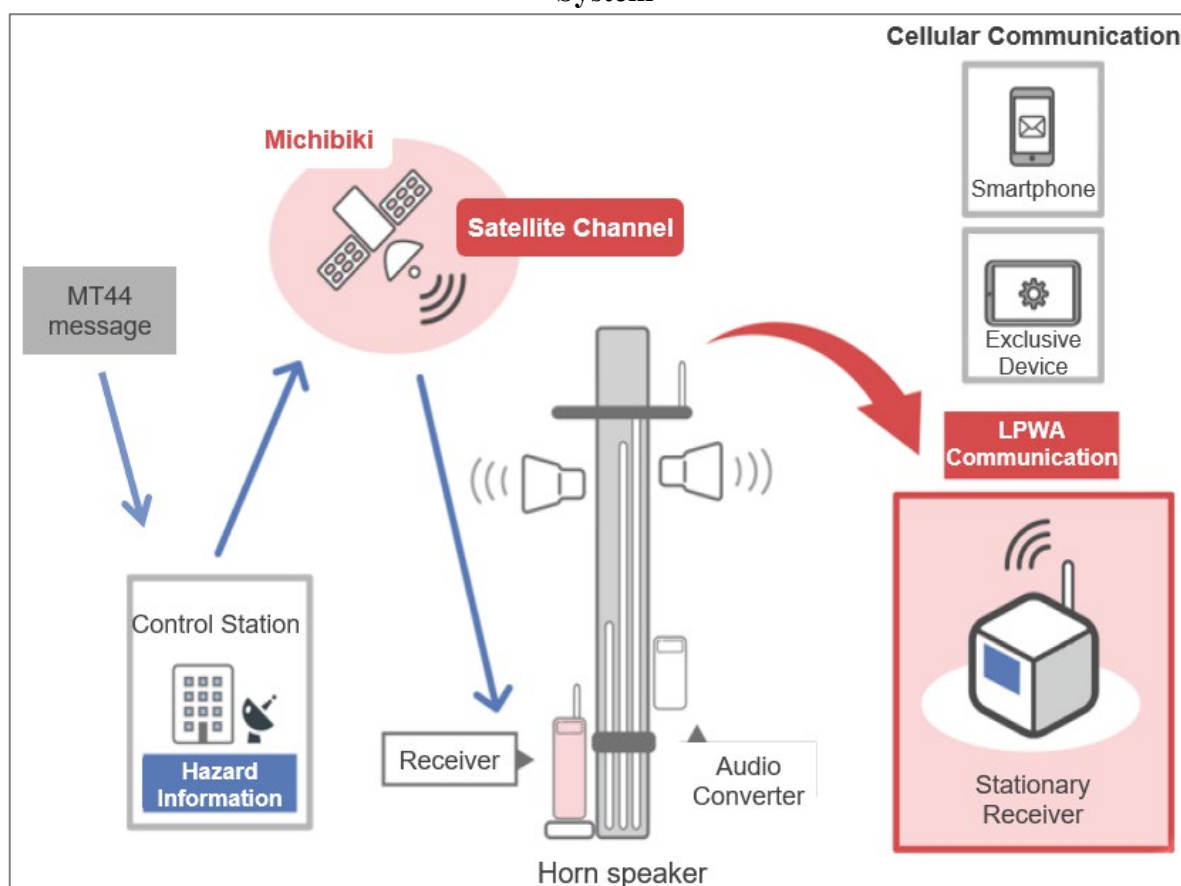 System
Cellular Communication
Michibiki
Satellite Channel
Smartphone
MT44
message
Exclusive
Device
LPWA
Communication
Control Station
Hazard
Information
Receiver
Audio
Converter
Stationary
Receiver
Horn speaker